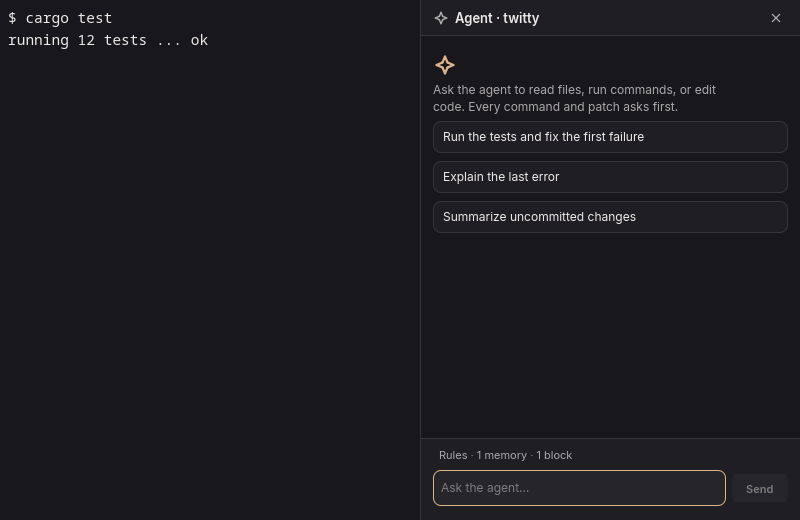 $ cargo test
running 12 tests ... ok
Agent · twitty
Ask the agent to read files, run commands, or edit
code. Every command and patch asks first.
Run the tests and fix the first failure
Explain the last error
Summarize uncommitted changes
Rules · 1 memory · 1 block
Ask the agent...
Send